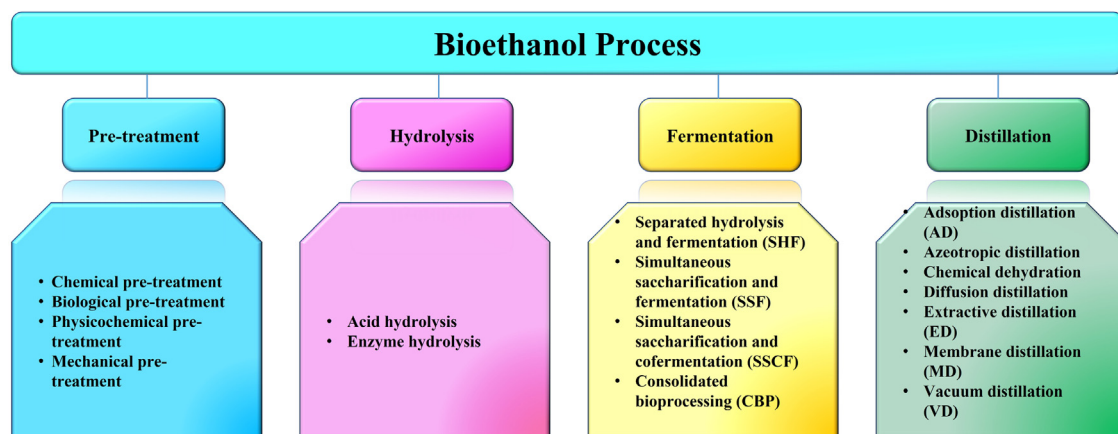 Bioethanol Process
Pre-treatment
Hydrolysis
Fermentation
Distillation
• Chemical pre-treatment
• Biological pre-treatment
• Physicochemical pre-
treatment
• Mechanical pre-
treatment
• Acid hydrolysis
• Enzyme hydrolysis
• Separated hydrolysis
and fermentation (SHF)
• Simultaneous
saccharification and
fermentation (SSF)
• Simultaneous
saccharification and
cofermentation (SSCF)
• Consolidated
bioprocessing (CBP)
• Adsoption distillation
(AD)
• Azeotropic distillation
• Chemical dehydration
• Diffusion distillation
• Extractive distillation
(ED)
• Membrane distillation
(MD)
• Vacuum distillation
(VD)